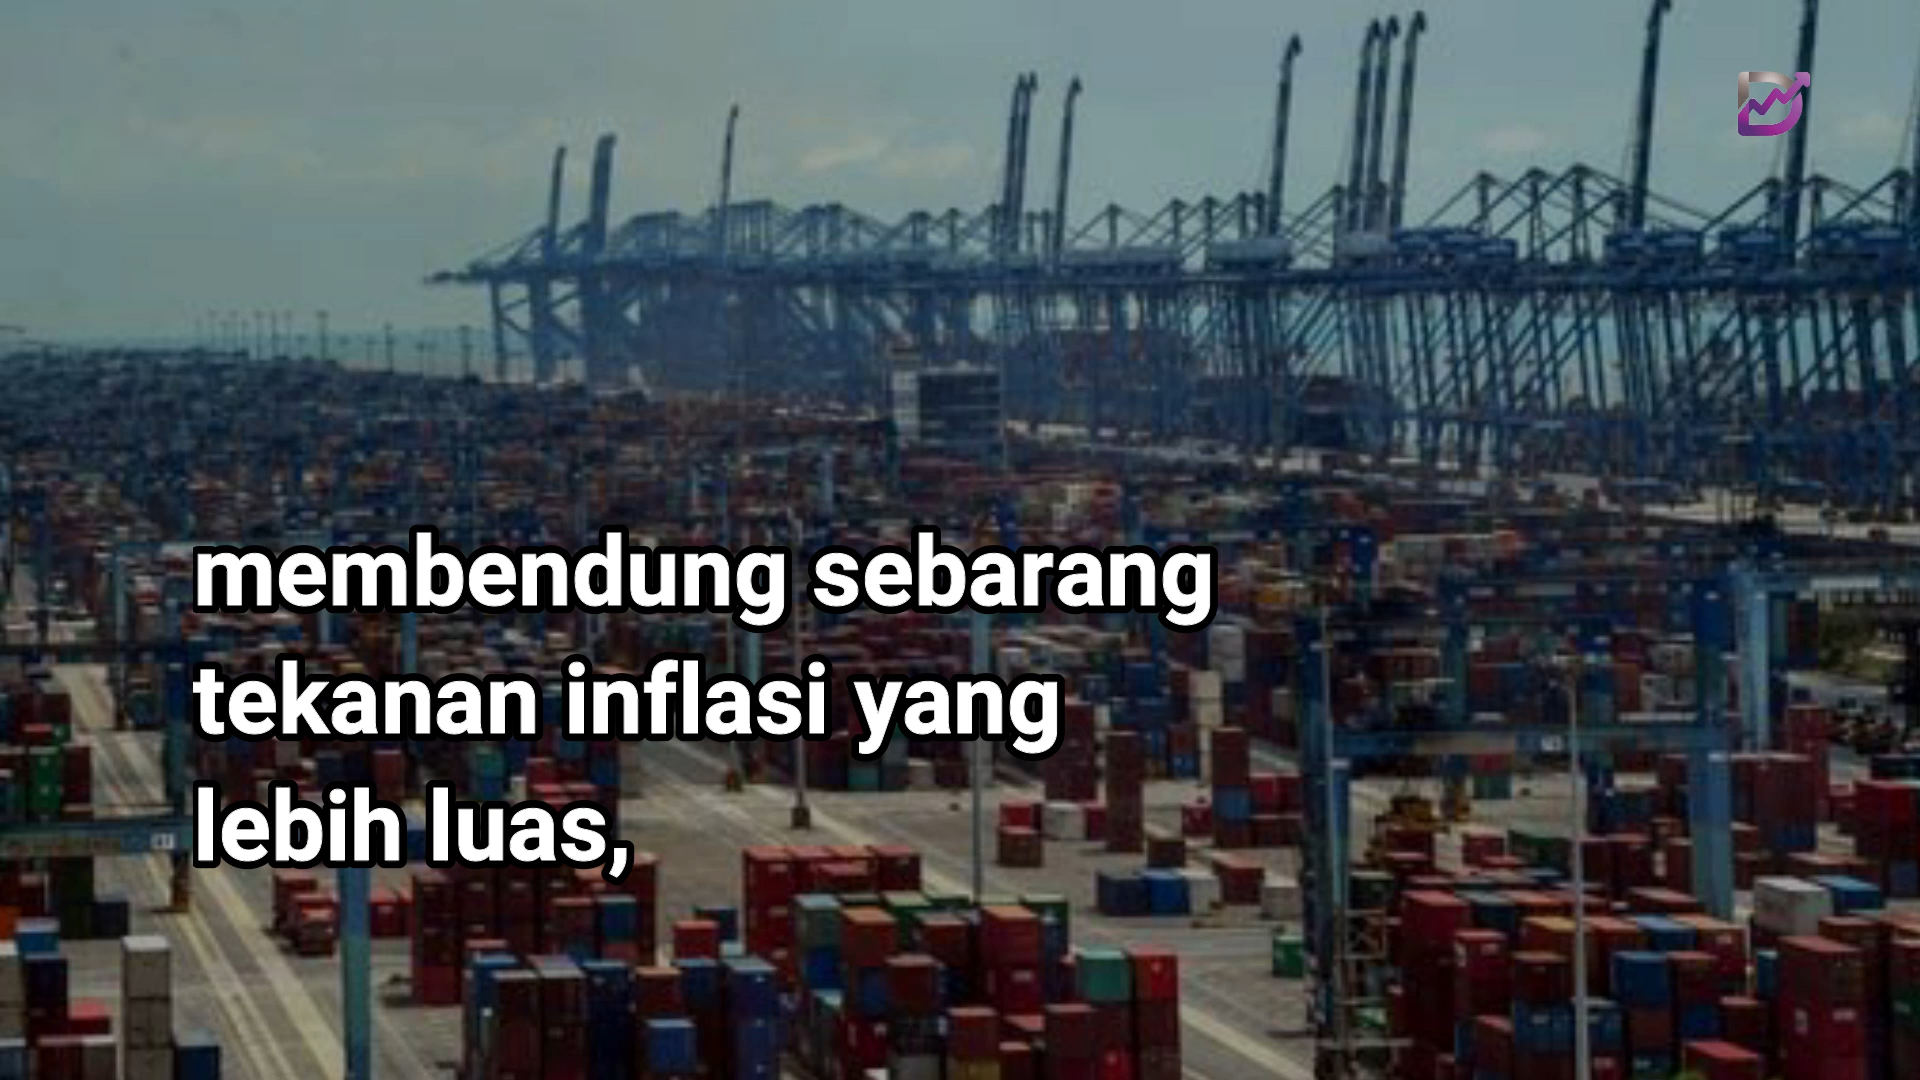 membendung sebarang
tekanan inflasi yang
lebih luas,